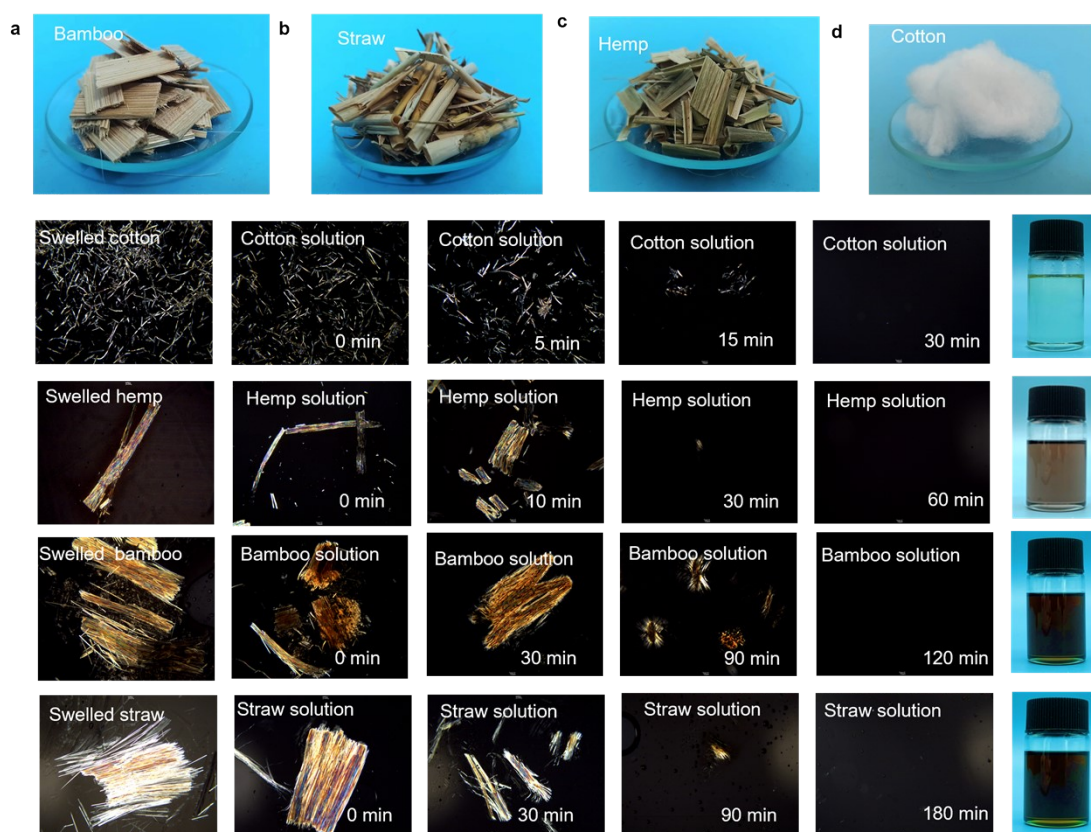 a
Bamboo
b
Straw
c
Hemp
d
Cotton
Swelled cotton
Cotton solution
0 min
Cotton solution
5 min
Cotton solution
15 min
Cotton solution
30 min
Swelled hemp
Hemp solution
0 min
Hemp solution
10 min
Hemp solution
30 min
Hemp solution
60 min
Swelled bamboo
Bamboo solution
0 min
Bamboo solution
30 min
Bamboo solution
90 min
Bamboo solution
120 min
Swelled straw
Straw solution
0 min
Straw solution
30 min
Straw solution
90 min
Straw solution
180 min